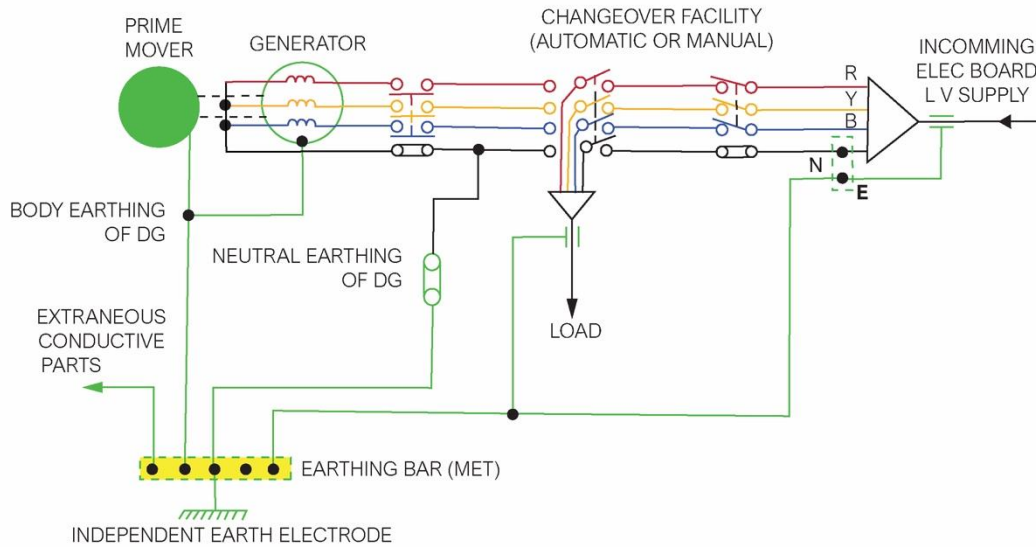 PRIME
MOVER
GENERATOR
CHANGEOVER FACILITY
(AUTOMATIC OR MANUAL)
INCOMMING
ELEC BOARD
L V SUPPLY
R
Y
B
N
E
BODY EARTHING
OF DG
NEUTRAL EARTHING
OF DG
LOAD
EXTRANEOUS
CONDUCTIVE
PARTS
EARTHING BAR (MET)
INDEPENDENT EARTH ELECTRODE